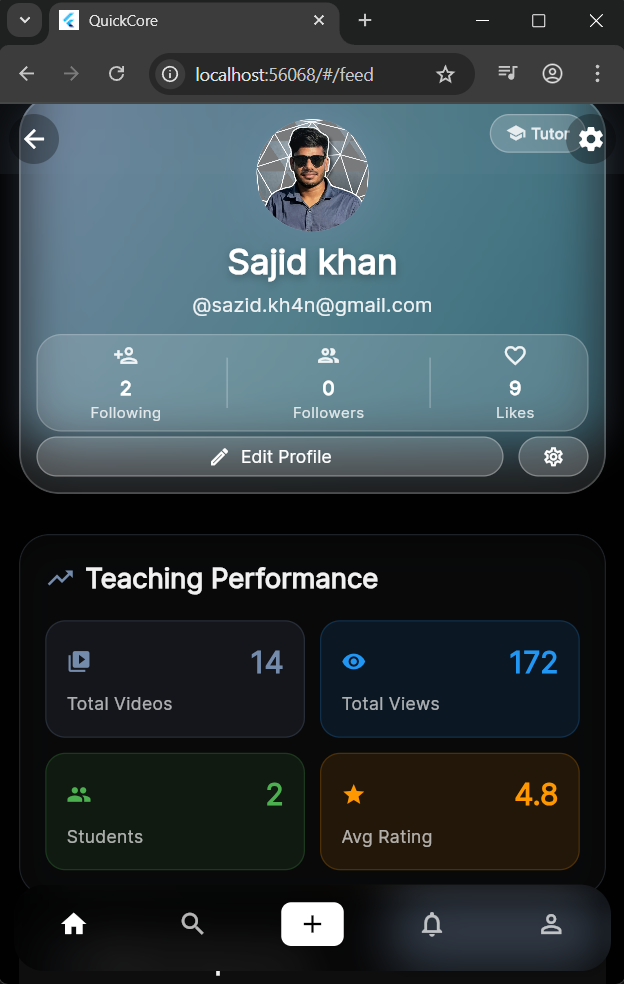 QuickCore
localhost:56068/#/feed
Tutor
Sajid khan
@sazid.kh4n@gmail.com
2 0 9
Following Followers Likes
Edit Profile
Teaching Performance
14 172
Total Videos Total Views
2 4.8
Students Avg Rating